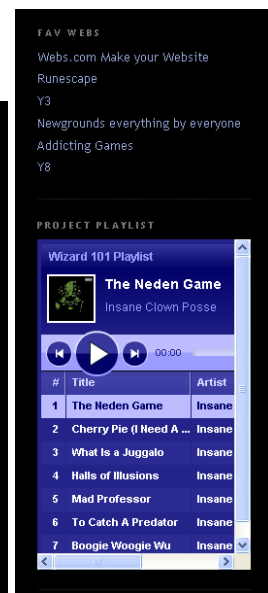 FAV WEBS
Webs.com Make your Website
Runescape
Y3
Newgrounds everything by everyone
Addicting Games
Y8
PROJECT PLAYLIST
Wizard 101 Playlist
The Neden Game
Insane Clown Posse
00:00
# Title Artist
1 The Neden Game Insane
2 Cherry Pie (I Need A ... Insane
3 What Is a Juggalo Insane
4 Halls of Illusions Insane
5 Mad Professor Insane
6 To Catch A Predator Insane
7 Boogie Woogie Wu Insane